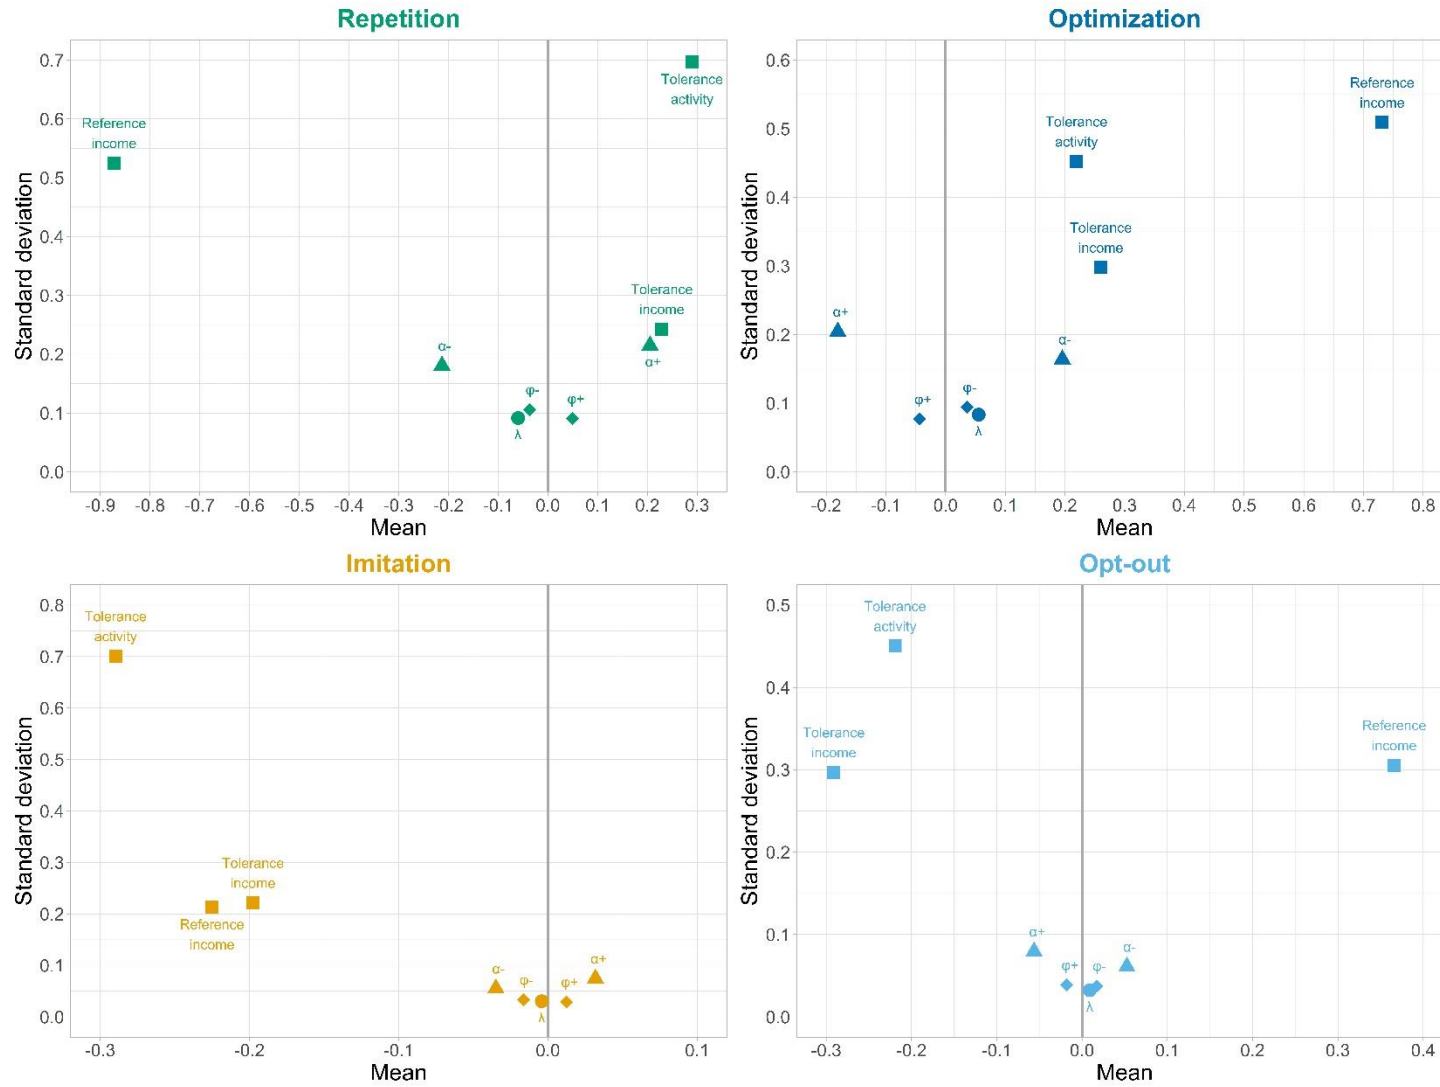 Repetition
Standard deviation
0.7
0.6
0.5
0.4
0.3
0.2
0.1
0.0
Tolerance
activity
Reference
income
Tolerance
income
α+
α-
φ-
φ+
λ
-0.9 -0.8 -0.7 -0.6 -0.5 -0.4 -0.3 -0.2 -0.1 0.0 0.1 0.2 0.3
Mean
Optimization
Standard deviation
0.6
0.5
0.4
0.3
0.2
0.1
0.0
Reference
income
Tolerance
activity
Tolerance
income
α+
α-
φ+
φ-
λ
-0.2 -0.1 0.0 0.1 0.2 0.3 0.4 0.5 0.6 0.7 0.8
Mean
Imitation
Standard deviation
0.8
0.7
0.6
0.5
0.4
0.3
0.2
0.1
0.0
Tolerance
activity
Tolerance
income
Reference
income
α-
α+
φ-
φ+
λ
-0.3 -0.2 -0.1 0.0 0.1
Mean
Opt-out
Standard deviation
0.5
0.4
0.3
0.2
0.1
0.0
Tolerance
activity
Tolerance
income
Reference
income
α+
α-
φ+
φ-
λ
-0.3 -0.2 -0.1 0.0 0.1 0.2 0.3 0.4
Mean